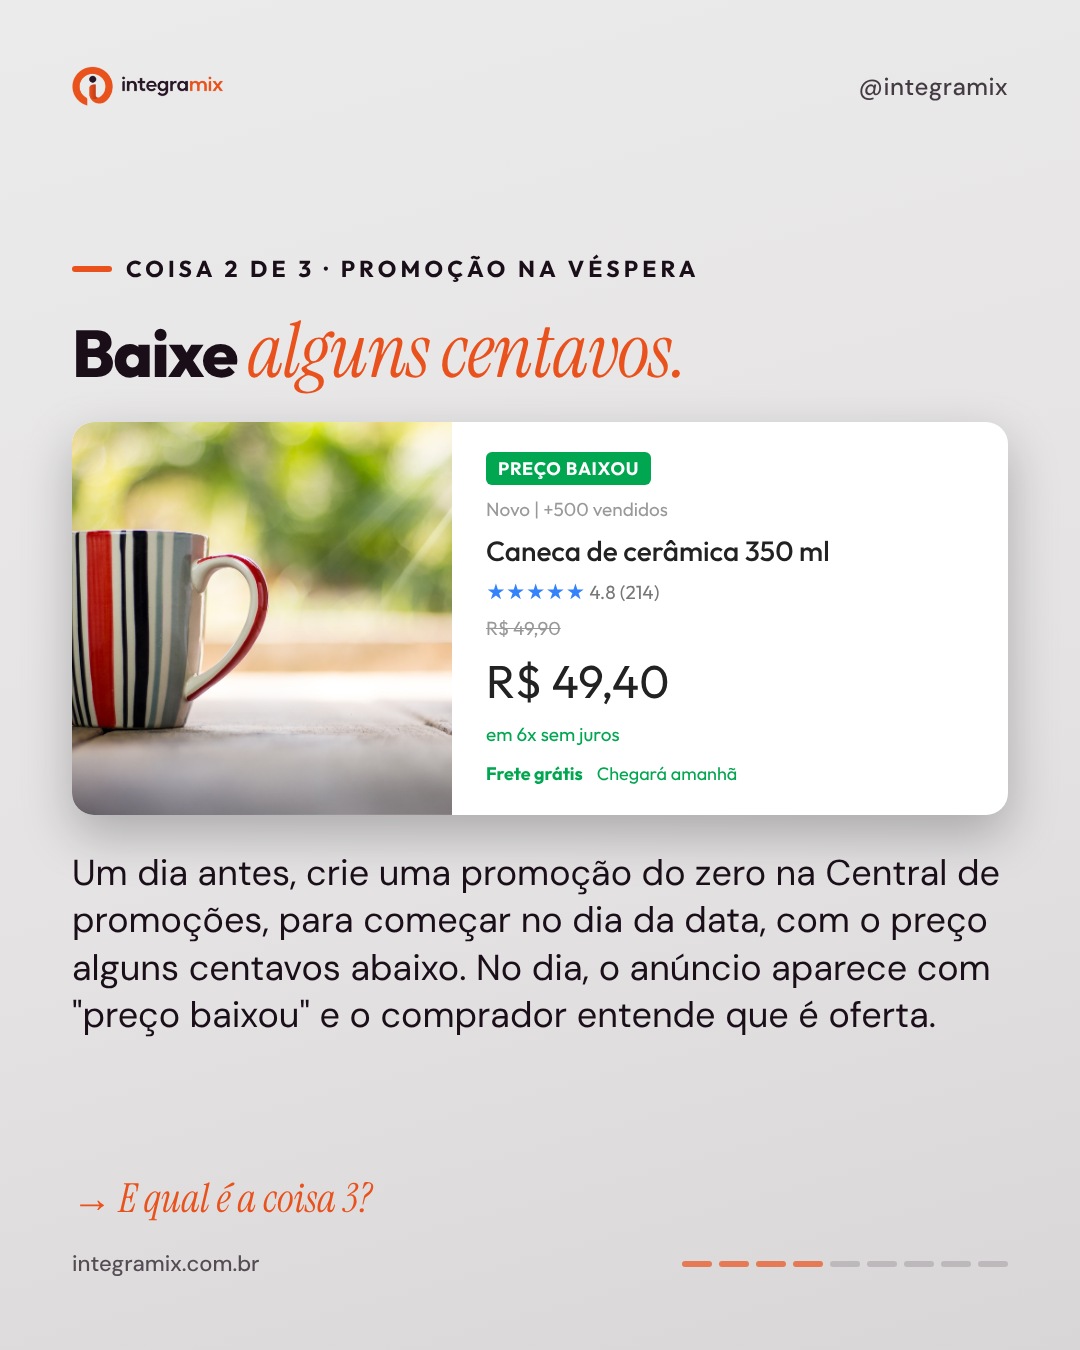 integramix
@integramix
COISA 2 DE 3 · PROMOÇÃO NA VÉSPERA
Baixe alguns centavos.
PREÇO BAIXOU
Novo | +500 vendidos
Caneca de cerâmica 350 ml
★★★★★ 4.8 (214)
R$ 49,90
R$ 49,40
em 6x sem juros
Frete grátis Chegará amanhã
Um dia antes, crie uma promoção do zero na Central de
promoções, para começar no dia da data, com o preço
alguns centavos abaixo. No dia, o anúncio aparece com
"preço baixou" e o comprador entende que é oferta.
→ E qual é a coisa 3?
integramix.com.br